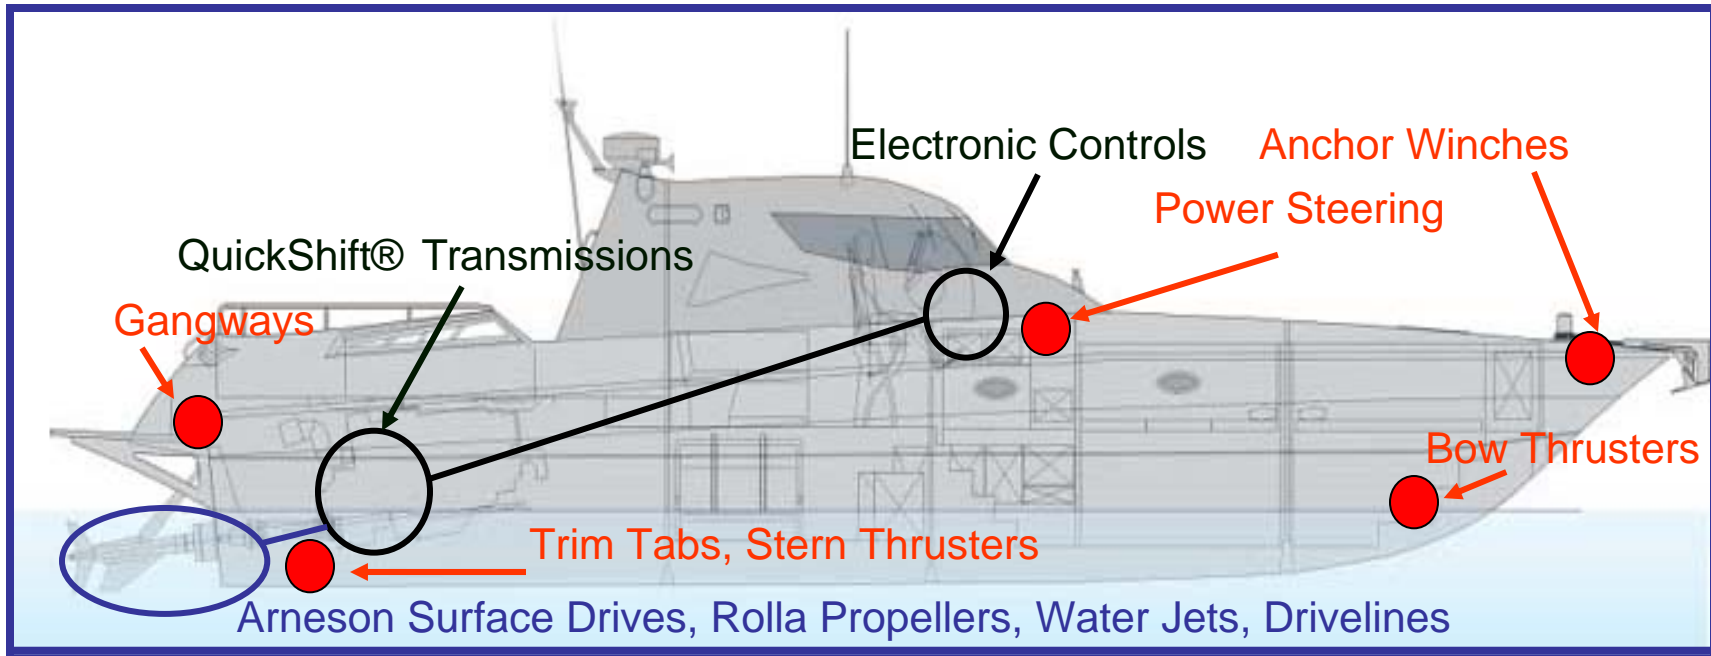 Electronic Controls
Anchor Winches
Power Steering
QuickShift® Transmissions
Gangways
Bow Thrusters
Trim Tabs, Stern Thrusters
Arneson Surface Drives, Rolla Propellers, Water Jets, Drivelines